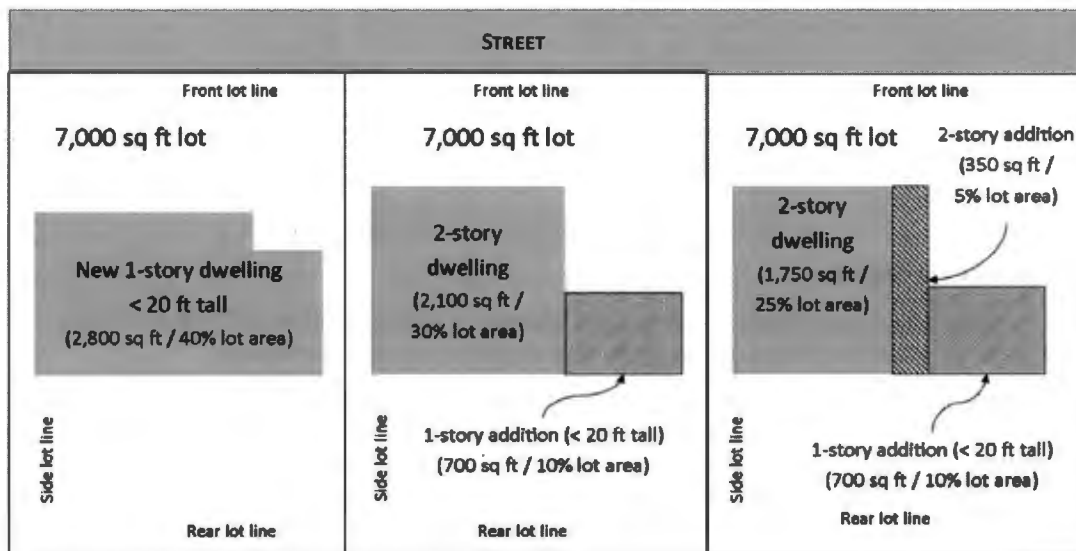 STREET
Front lot line
7,000 sq ft lot
New 1-story dwelling
< 20 ft tall
(2,800 sq ft / 40% lot area)
Side lot line
Rear lot line
Front lot line
7,000 sq ft lot
2-story
dwelling
(2,100 sq ft /
30% lot area)
1-story addition (< 20 ft tall)
(700 sq ft / 10% lot area)
Side lot line
Rear lot line
Front lot line
7,000 sq ft lot
2-story addition
(350 sq ft /
5% lot area)
2-story
dwelling
(1,750 sq ft /
25% lot area)
1-story addition (< 20 ft tall)
(700 sq ft / 10% lot area)
Side lot line
Rear lot line